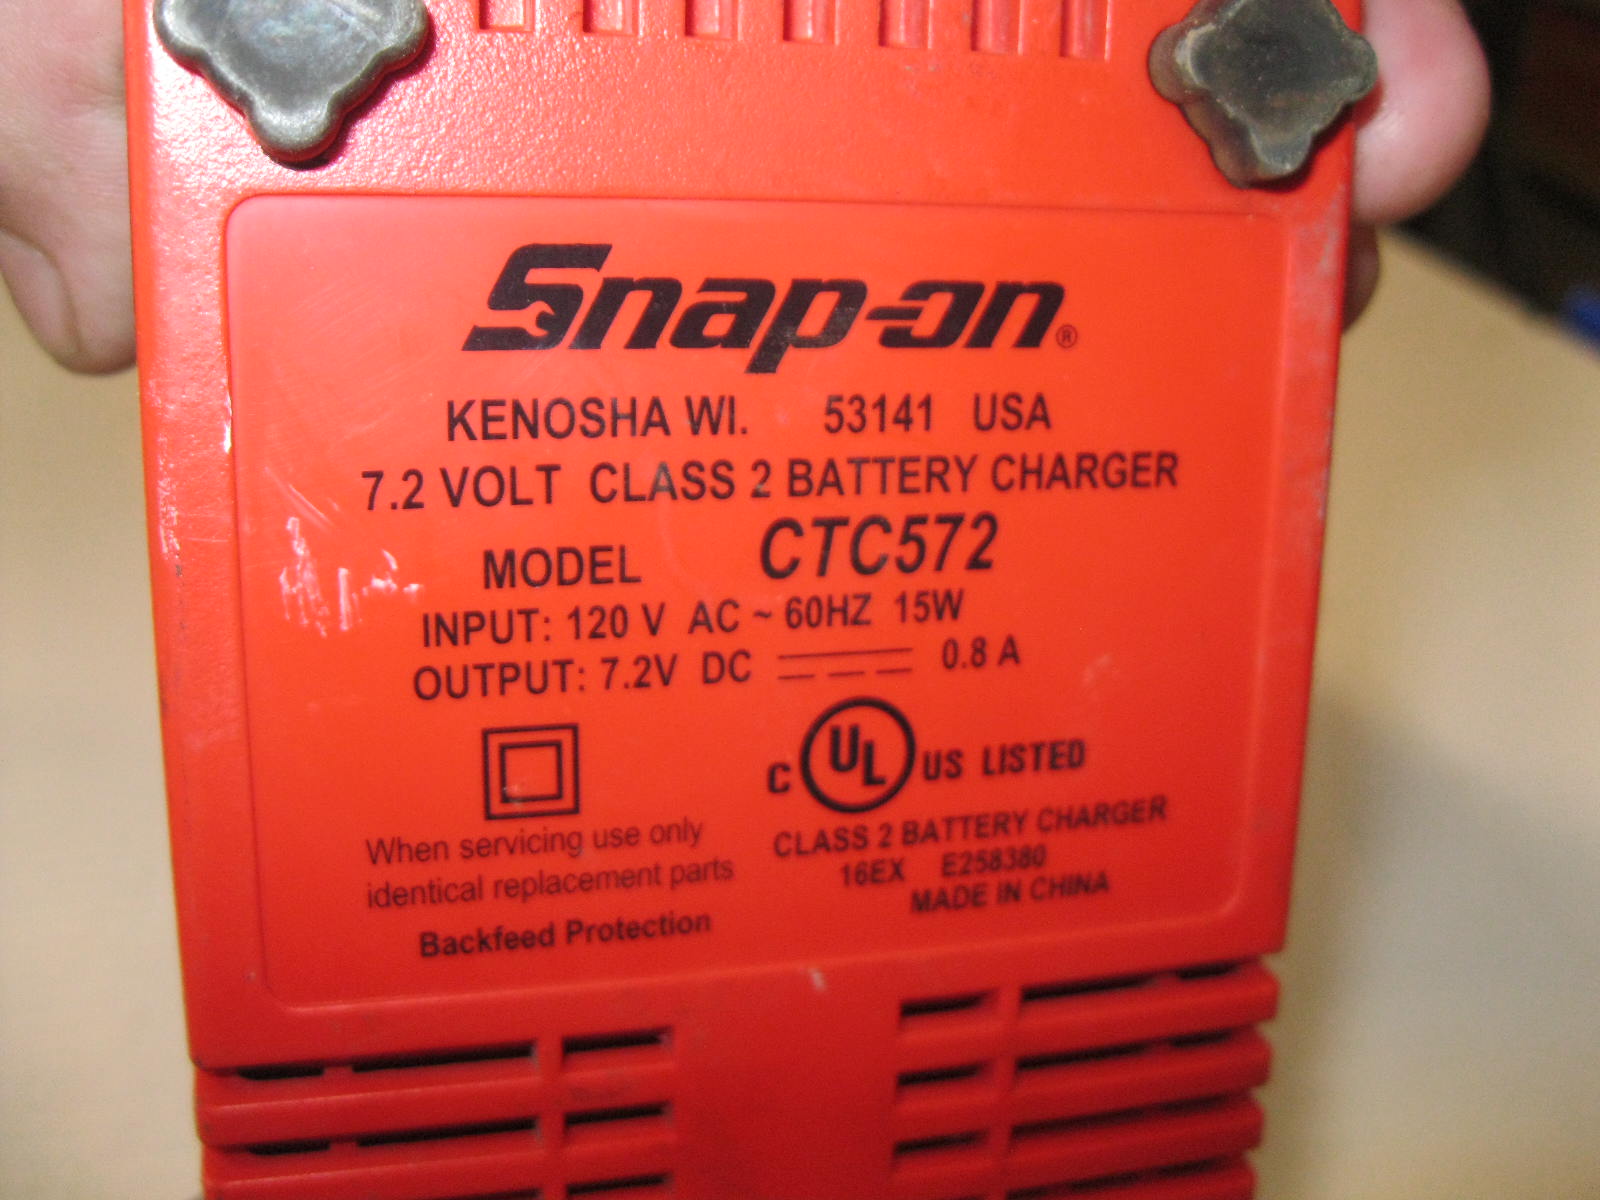 Snap-on®
KENOSHA WI. 53141 USA
7.2 VOLT CLASS 2 BATTERY CHARGER
MODEL CTC572
INPUT: 120 V AC ~ 60HZ 15W
OUTPUT: 7.2V DC 0.8 A
C UL US LISTED
CLASS 2 BATTERY CHARGER
16EX E258380
MADE IN CHINA
When servicing use only
identical replacement parts
Backfeed Protection